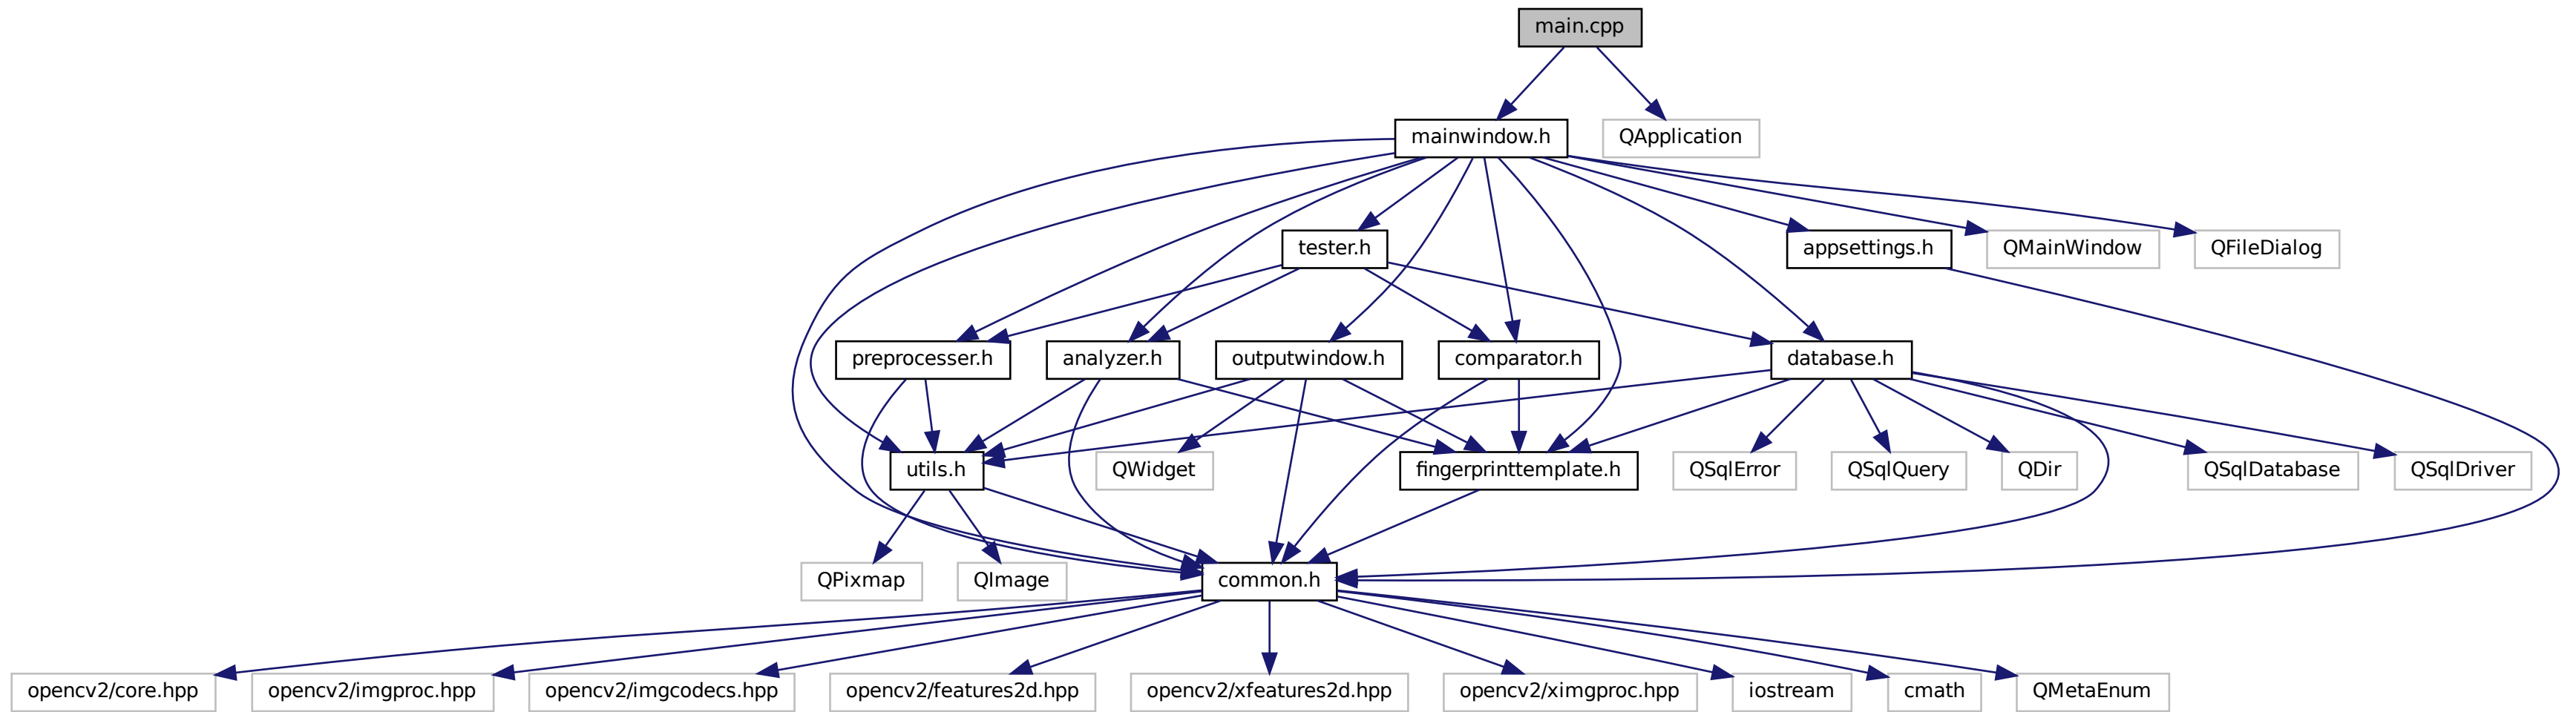 main.cpp
mainwindow.h
QApplication
tester.h
appsettings.h
QMainWindow
QFileDialog
preprocesser.h
analyzer.h
outputwindow.h
comparator.h
database.h
utils.h
QWidget
fingerprinttemplate.h
QSqlError
QSqlQuery
QDir
QSqlDatabase
QSqlDriver
QPixmap
QImage
common.h
opencv2/core.hpp
opencv2/imgproc.hpp
opencv2/imgcodecs.hpp
opencv2/features2d.hpp
opencv2/xfeatures2d.hpp
opencv2/ximgproc.hpp
iostream
cmath
QMetaEnum